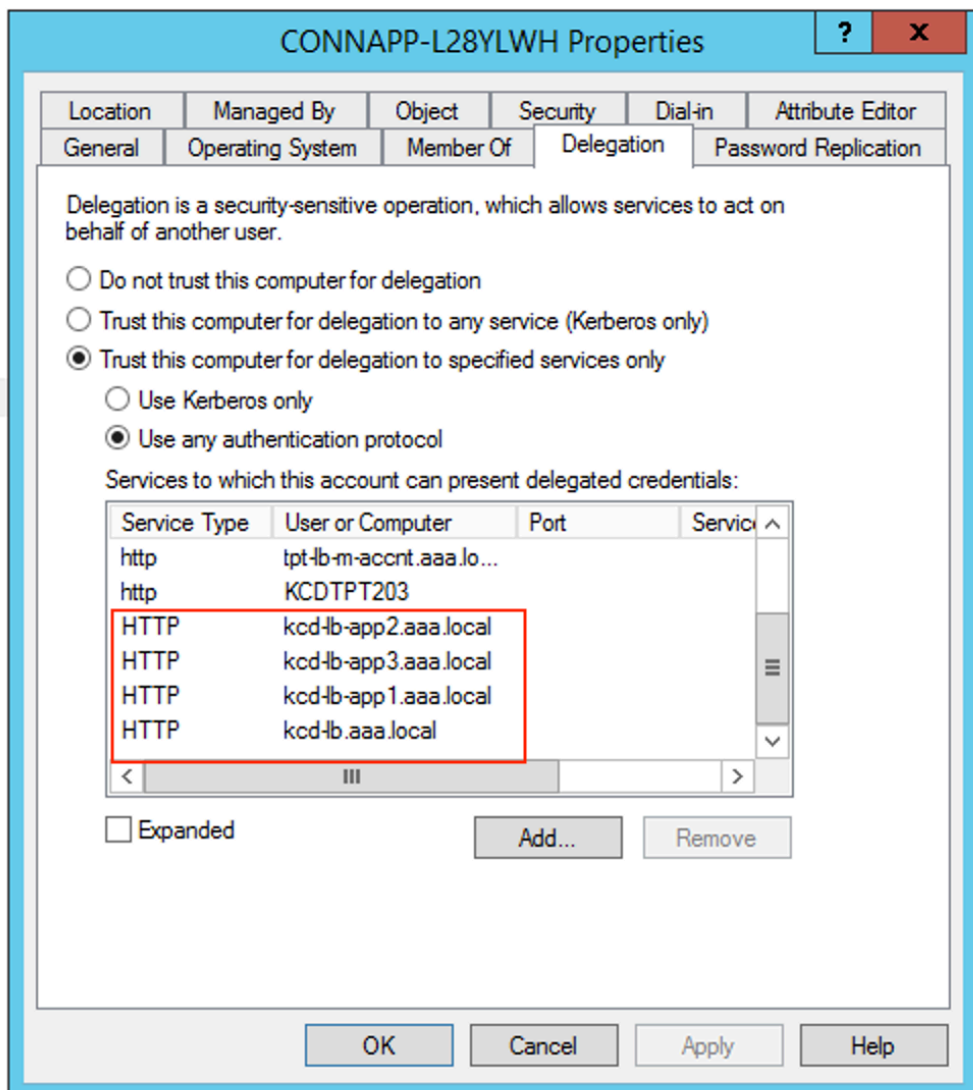 CONNAPP-L28YLWH Properties
? x
Location Managed By Object Security Dial-in Attribute Editor
General Operating System Member Of Delegation Password Replication
Delegation is a security-sensitive operation, which allows services to act on
behalf of another user.
Do not trust this computer for delegation
Trust this computer for delegation to any service (Kerberos only)
Trust this computer for delegation to specified services only
Use Kerberos only
Use any authentication protocol
Services to which this account can present delegated credentials:
Service Type User or Computer Port Servic
http tpt-lb-m-accnt.aaa.lo...
http KCDTPT203
HTTP kcd-lb-app2.aaa.local
HTTP kcd-lb-app3.aaa.local
HTTP kcd-lb-app1.aaa.local
HTTP kcd-lb.aaa.local
Expanded Add... Remove
OK Cancel Apply Help